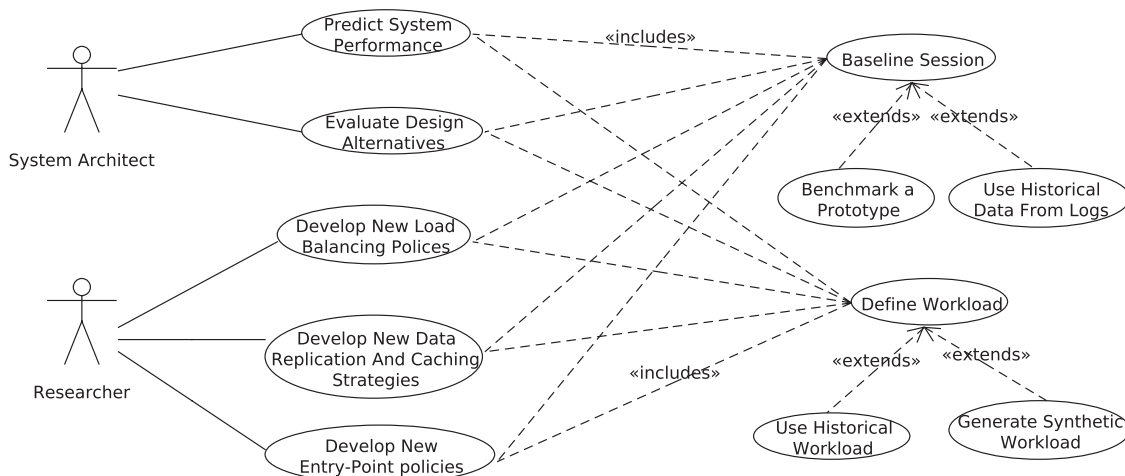 Predict System
Performance
«includes»
Baseline Session
System Architect
Evaluate Design
Alternatives
«extends»
«extends»
Benchmark a
Prototype
Use Historical
Data From Logs
Develop New Load
Balancing Polices
Define Workload
Researcher
Develop New Data
Replication And Caching
Strategies
«includes»
«extends»
«extends»
Use Historical
Workload
Generate Synthetic
Workload
Develop New
Entry-Point policies